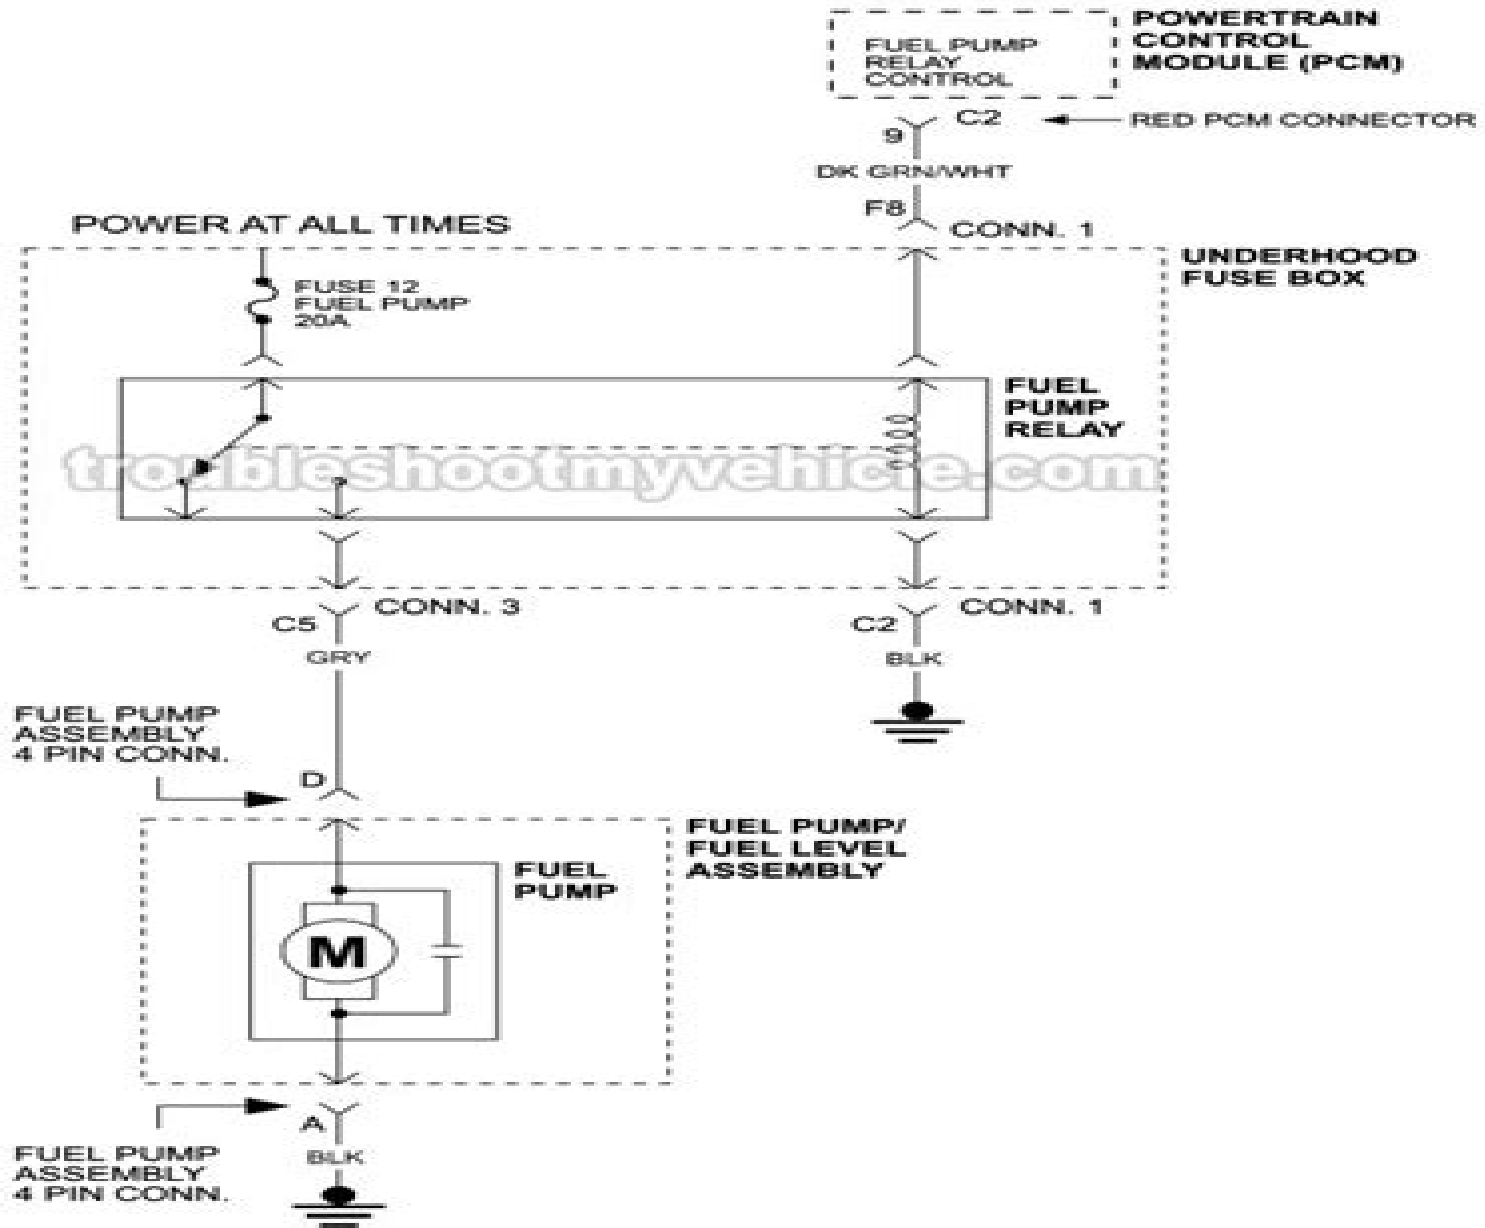 POWERTRAIN
CONTROL
MODULE (PCM)
FUEL PUMP
RELAY
CONTROL
C2
RED PCM CONNECTOR
9
DK GRN/WHT
F8
CONN. 1
POWER AT ALL TIMES
UNDERHOOD
FUSE BOX
FUSE 12
FUEL PUMP
20A
FUEL
PUMP
RELAY
troubleshootmyvehicle.com
CONN. 3
C5
GRY
CONN. 1
C2
BLK
FUEL PUMP
ASSEMBLY
4 PIN CONN.
D
FUEL PUMP/
FUEL LEVEL
ASSEMBLY
FUEL
PUMP
M
A
BLK
FUEL PUMP
ASSEMBLY
4 PIN CONN.